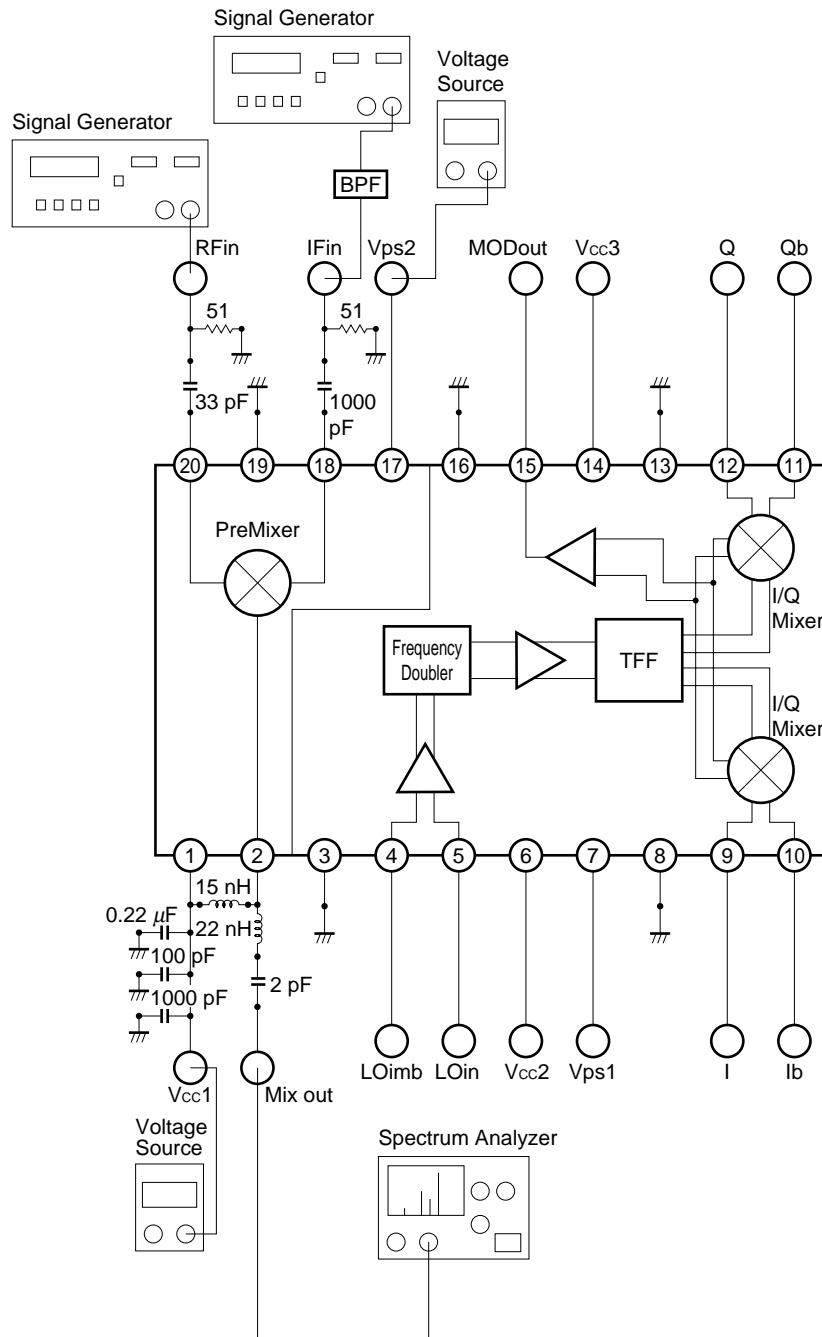 Signal Generator
Voltage
Source
Signal Generator
BPF
RFin
IFin
Vps2
MODout
Vcc3
Q
Qb
51
51
33 pF
1000
pF
20
19
18
17
16
15
14
13
12
11
PreMixer
I/Q
Mixer
Frequency
Doubler
TFF
I/Q
Mixer
1
2
3
4
5
6
7
8
9
10
15 nH
0.22 μF
22 nH
100 pF
2 pF
1000 pF
Vcc1
Mix out
LOimb
LOin
Vcc2
Vps1
I
Ib
Voltage
Source
Spectrum Analyzer